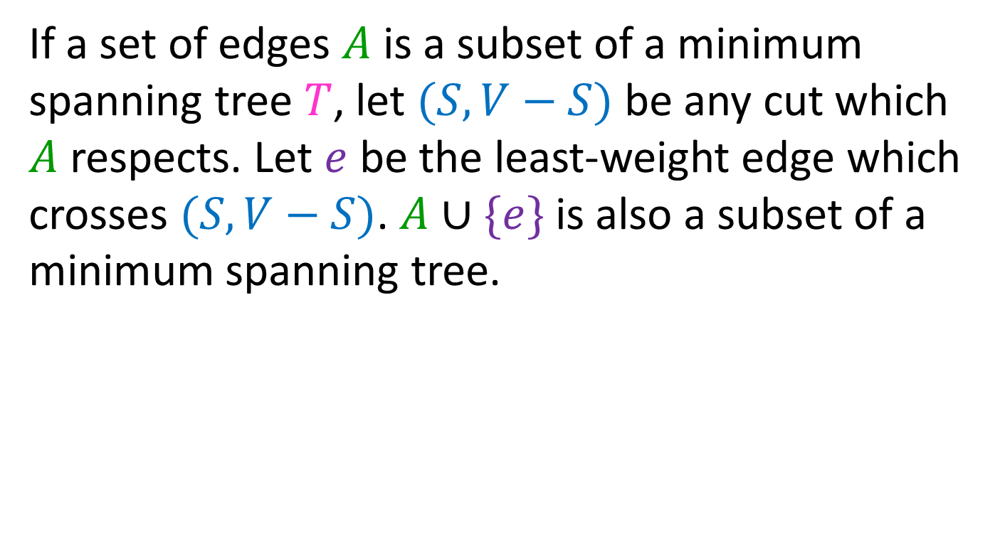 If a set of edges A is a subset of a minimum
spanning tree T, let (S, V − S) be any cut which
A respects. Let e be the least-weight edge which
crosses (S, V − S). A ∪ {e} is also a subset of a
minimum spanning tree.